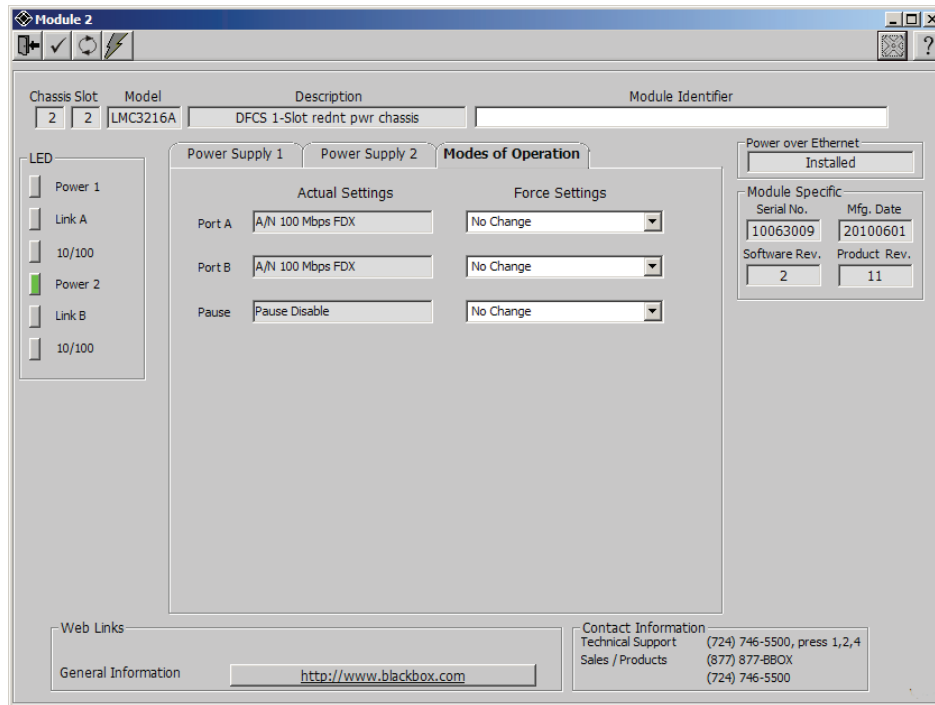 Module 2
?
Chassis Slot Model Description Module Identifier
2 2 LMC3216A DFCS 1-Slot rednt pwr chassis
LED
Power 1
Link A
10/100
Power 2
Link B
10/100
Power Supply 1 Power Supply 2 Modes of Operation
Actual Settings Force Settings
Port A A/N 100 Mbps FDX No Change
Port B A/N 100 Mbps FDX No Change
Pause Pause Disable No Change
Power over Ethernet
Installed
Module Specific
Serial No. Mfg. Date
10063009 20100601
Software Rev. Product Rev.
2 11
Web Links
General Information http://www.blackbox.com
Contact Information
Technical Support (724) 746-5500, press 1,2,4
Sales / Products (877) 877-BBOX
(724) 746-5500